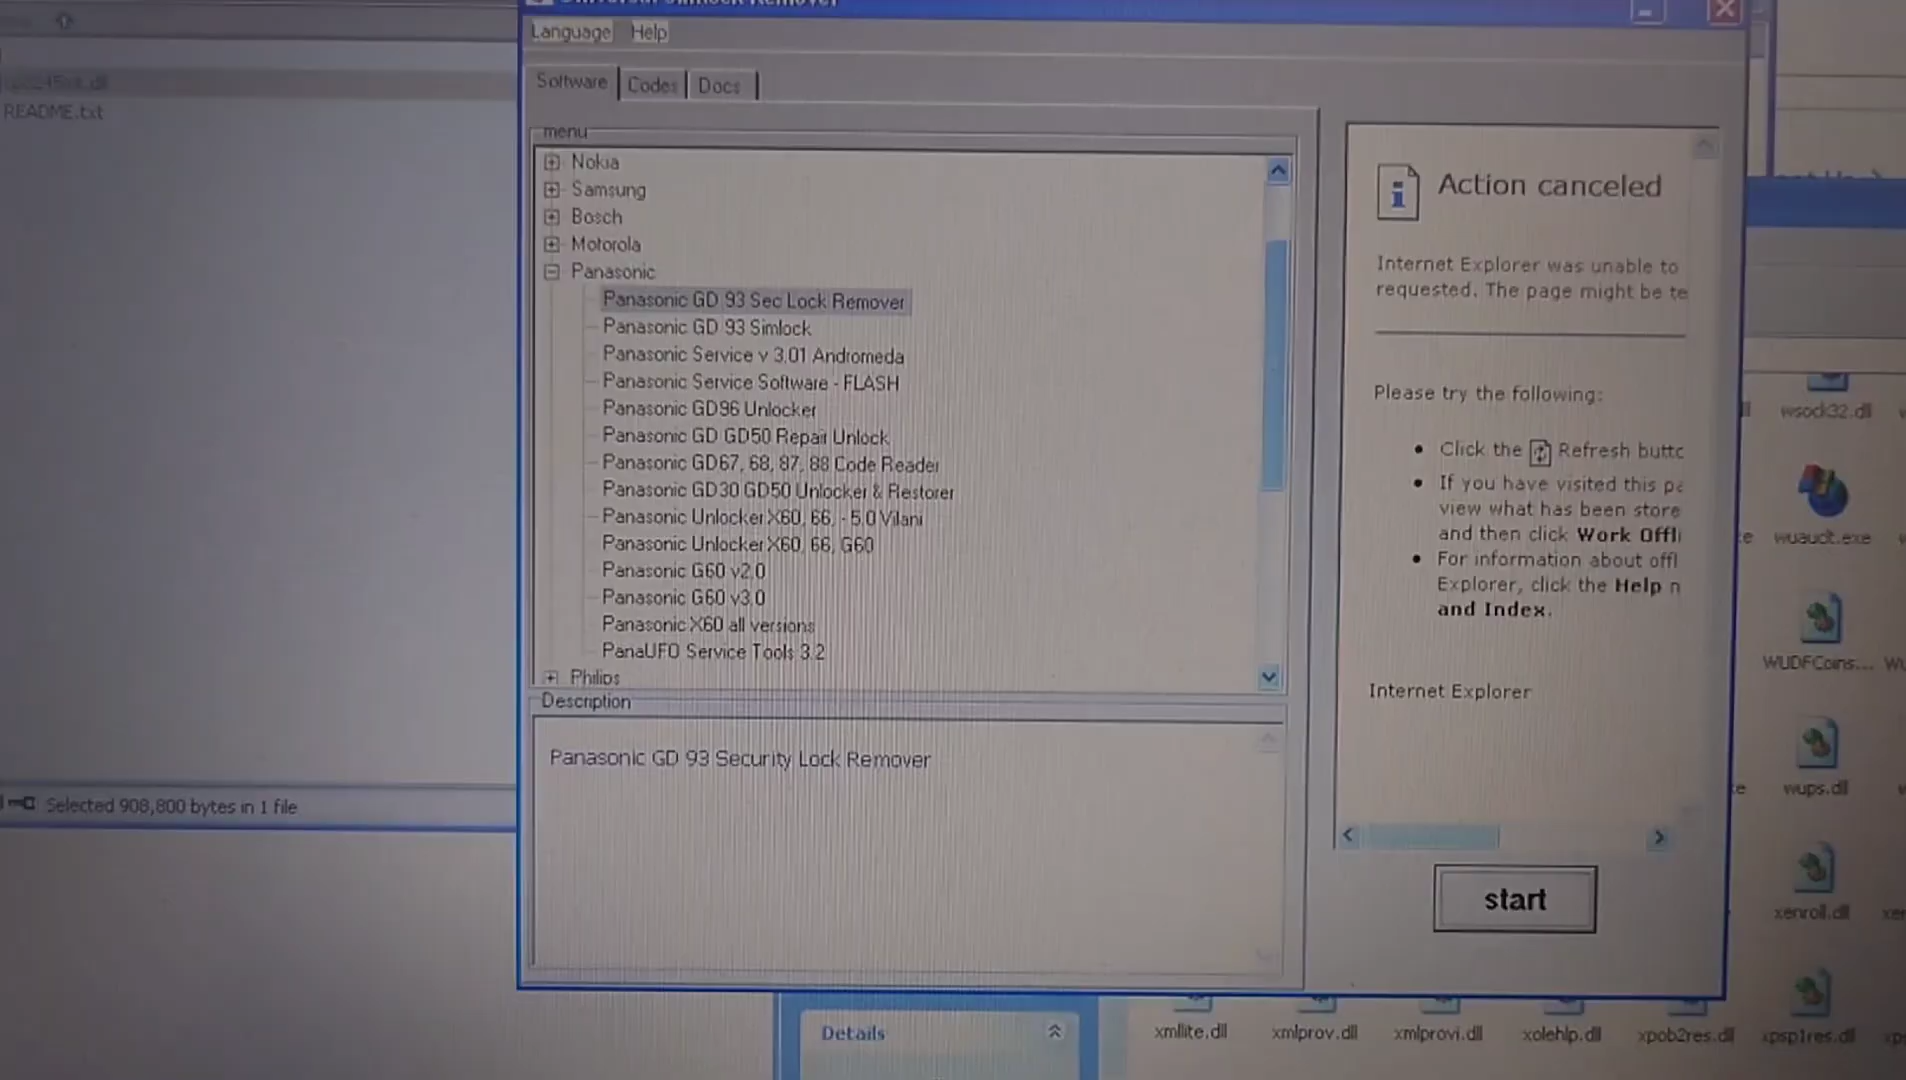 Universal Simlock Remover
Language Help
Software Codes Docs
README.txt
menu
Nokia
Samsung
Bosch
Motorola
Panasonic
Panasonic GD 93 Sec Lock Remover
Panasonic GD 93 Simlock
Panasonic Service v 3.01 Andromeda
Panasonic Service Software - FLASH
Panasonic GD96 Unlocker
Panasonic GD GD50 Repair Unlock
Panasonic GD67, 68, 87, 88 Code Reader
Panasonic GD30 GD50 Unlocker & Restorer
Panasonic Unlocker X60, 66, - 5.0 Vilani
Panasonic Unlocker X60, 66, G60
Panasonic G60 v2.0
Panasonic G60 v3.0
Panasonic X60 all versions
PanaUFO Service Tools 3.2
Philips
Description
Panasonic GD 93 Security Lock Remover
Selected 908,800 bytes in 1 file
Action canceled
Internet Explorer was unable to
requested. The page might be te
Please try the following:
Click the Refresh butto
If you have visited this pa
view what has been store
and then click Work Offli
For information about offl
Explorer, click the Help n
and Index.
Internet Explorer
start
wsock32.dll
wuauclt.exe
WUDFCoins...
wups.dll
xenroll.dll
Details
xmllite.dll
xmlprov.dll
xmlprovi.dll
xolehlp.dll
xpob2res.dll
xpsp1res.dll